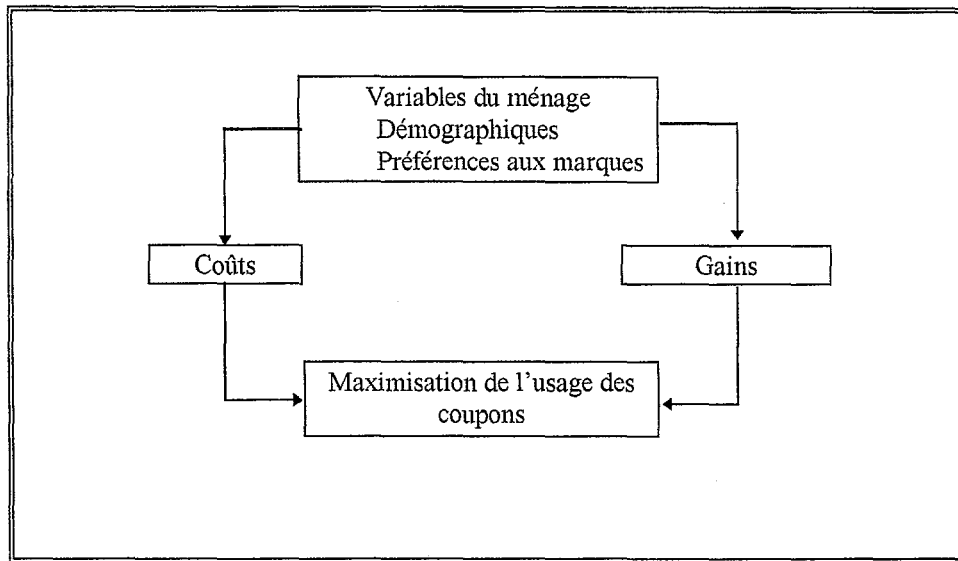 Variables du ménage
Démographiques
Préférences aux marques
Coûts
Gains
Maximisation de l'usage des
coupons